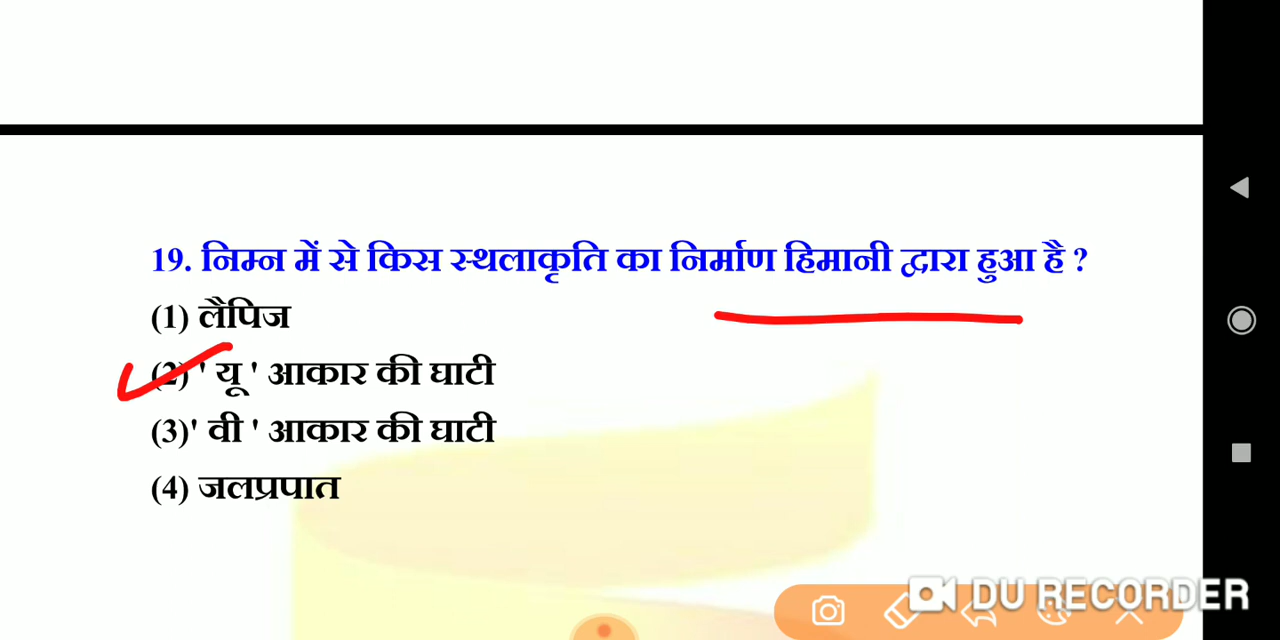 19. निम्न में से किस स्थलाकृति का निर्माण हिमानी द्वारा हुआ है ?
(1) लैपिज
(2) ' यू ' आकार की घाटी
(3)' वी ' आकार की घाटी
(4) जलप्रपात
DU RECORDER